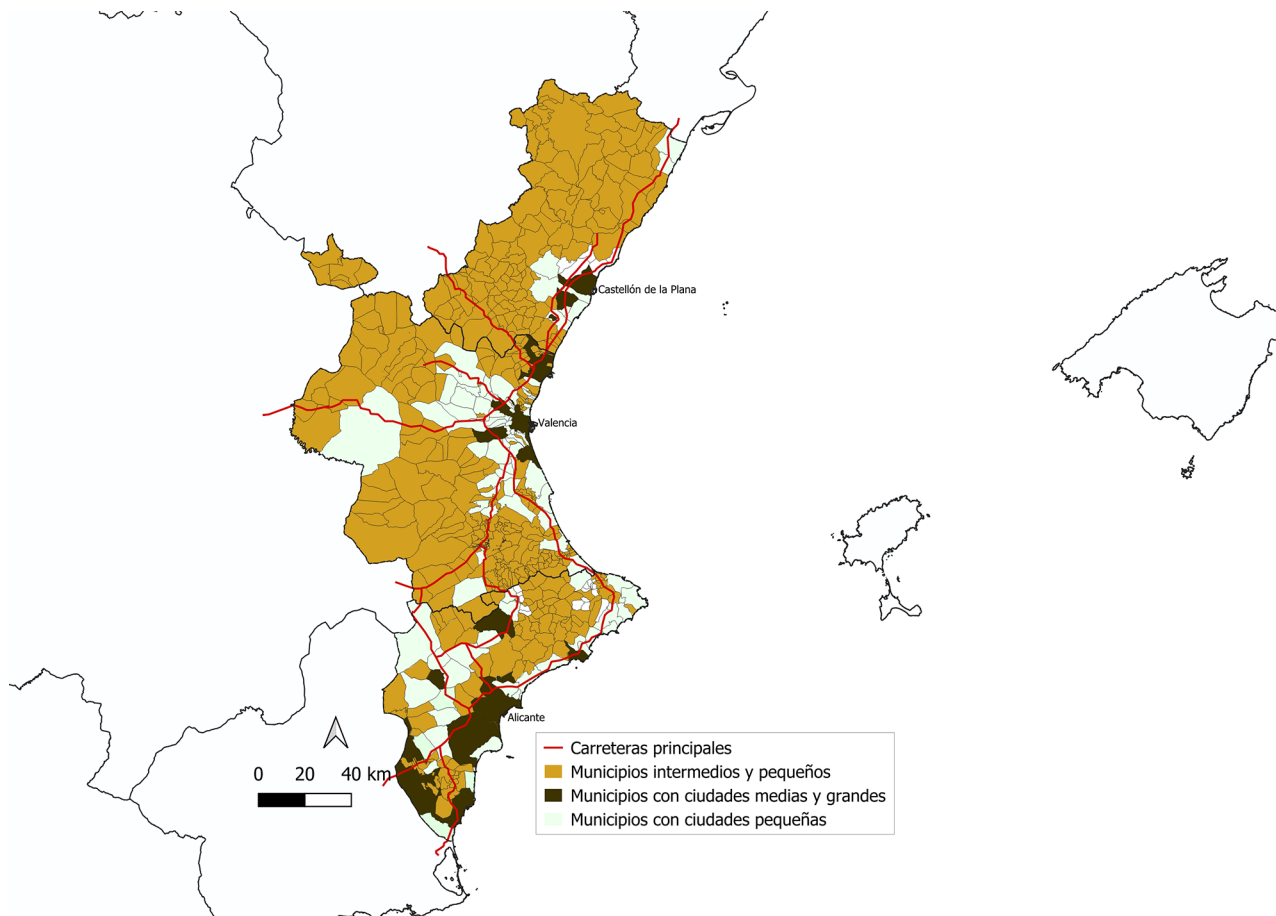 Castellón de la Plana
Valencia
Alicante
0 20 40 km
Carreteras principales
Municipios intermedios y pequeños
Municipios con ciudades medias y grandes
Municipios con ciudades pequeñas